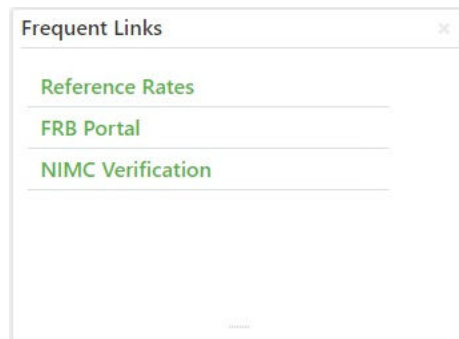 Frequent Links
Reference Rates
FRB Portal
NIMC Verification